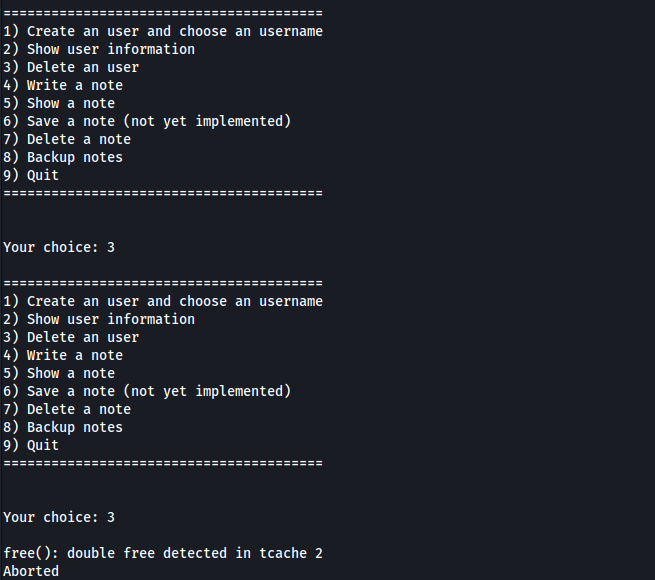 ========================================
1) Create an user and choose an username
2) Show user information
3) Delete an user
4) Write a note
5) Show a note
6) Save a note (not yet implemented)
7) Delete a note
8) Backup notes
9) Quit
========================================
Your choice: 3
========================================
1) Create an user and choose an username
2) Show user information
3) Delete an user
4) Write a note
5) Show a note
6) Save a note (not yet implemented)
7) Delete a note
8) Backup notes
9) Quit
========================================
Your choice: 3
free(): double free detected in tcache 2
Aborted